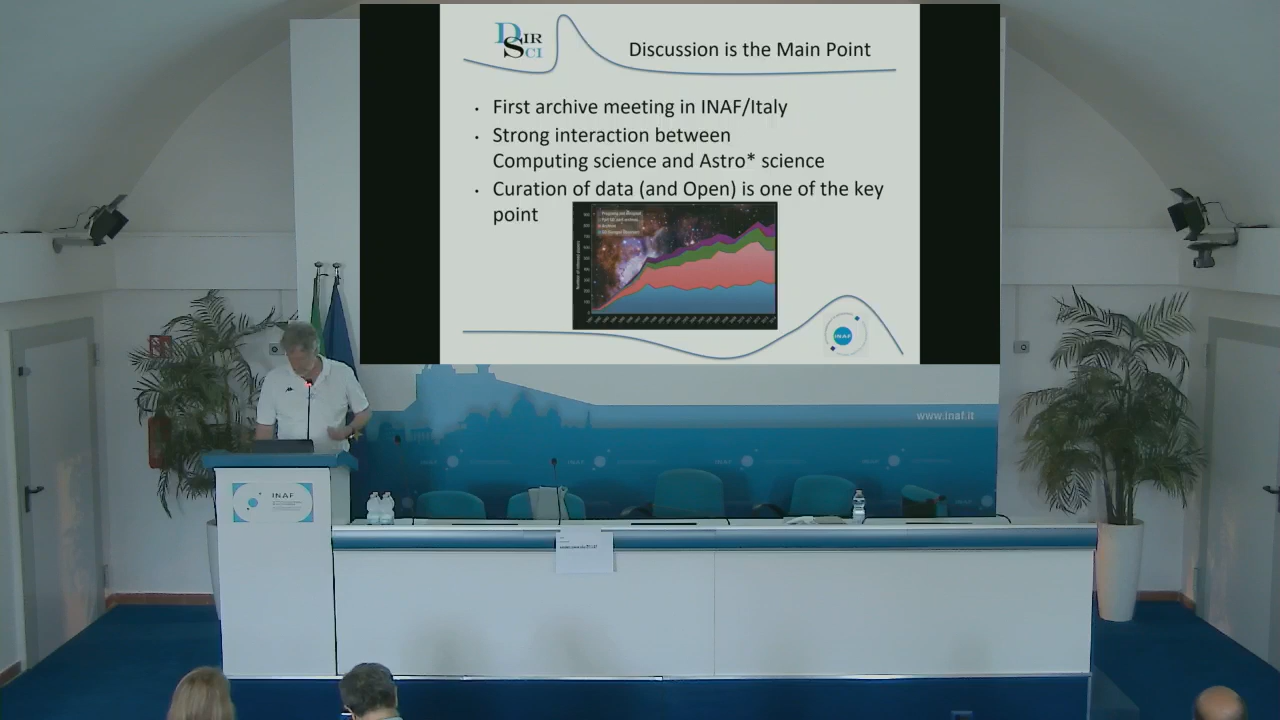 DIR
SCI
Discussion is the Main Point
• First archive meeting in INAF/Italy
• Strong interaction between
Computing science and Astro* science
• Curation of data (and Open) is one of the key
point
INAF
www.inaf.it
INAF